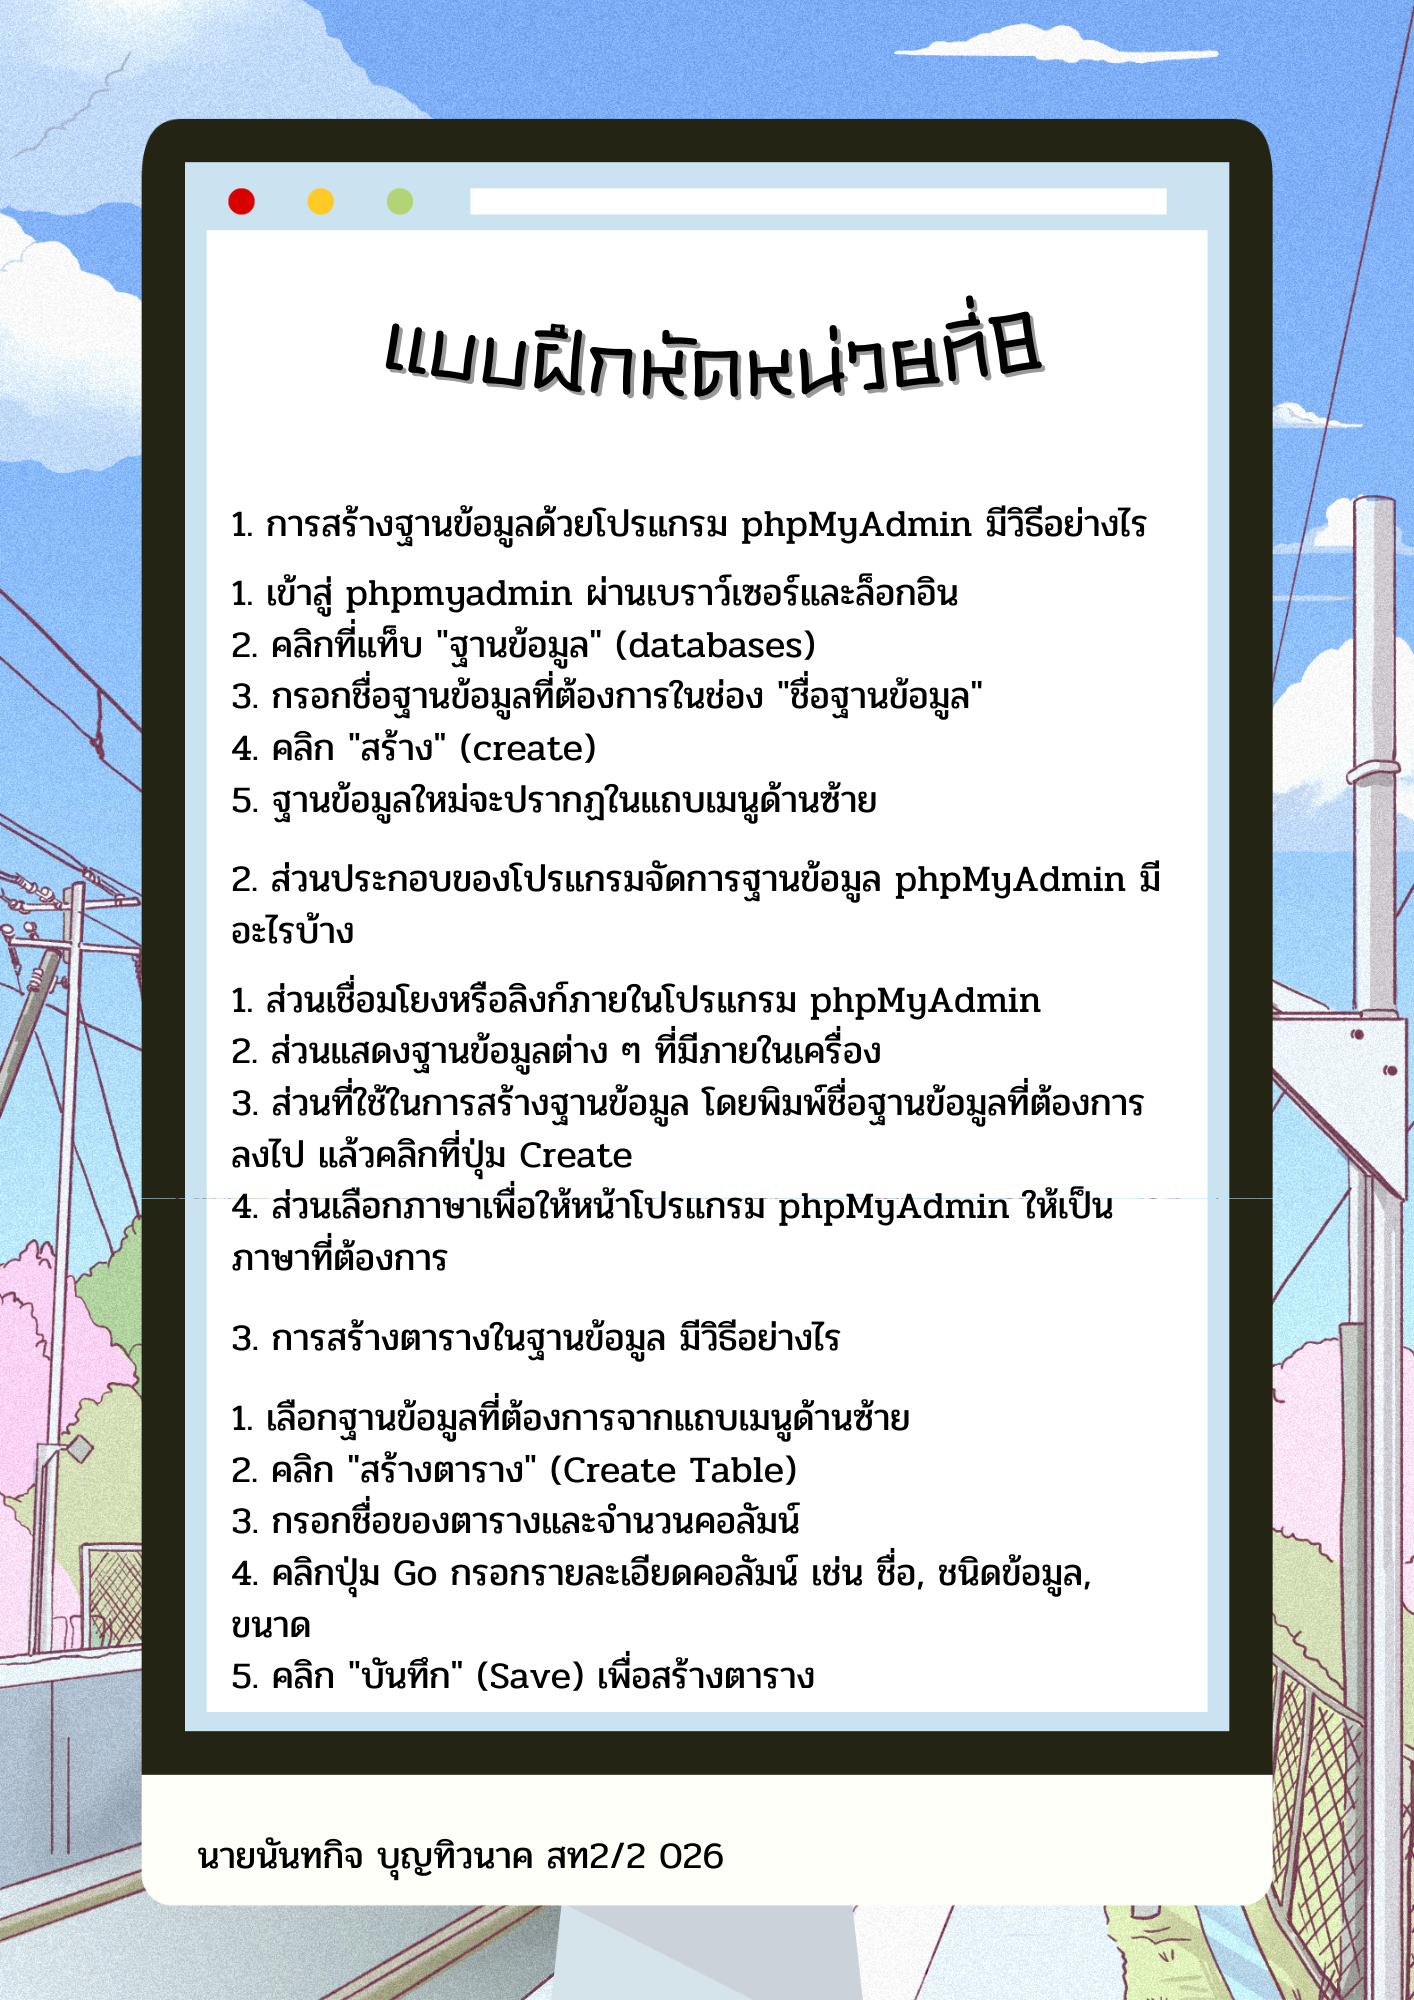 แบบฝึกหัดหน่วยที่8
1. การสร้างฐานข้อมูลด้วยโปรแกรม phpMyAdmin มีวิธีอย่างไร
1. เข้าสู่ phpmyadmin ผ่านเบราว์เซอร์และล็อกอิน
2. คลิกที่แท็บ "ฐานข้อมูล" (databases)
3. กรอกชื่อฐานข้อมูลที่ต้องการในช่อง "ชื่อฐานข้อมูล"
4. คลิก "สร้าง" (create)
5. ฐานข้อมูลใหม่จะปรากฏในแถบเมนูด้านซ้าย
2. ส่วนประกอบของโปรแกรมจัดการฐานข้อมูล phpMyAdmin มี
อะไรบ้าง
1. ส่วนเชื่อมโยงหรือลิงก์ภายในโปรแกรม phpMyAdmin
2. ส่วนแสดงฐานข้อมูลต่าง ๆ ที่มีภายในเครื่อง
3. ส่วนที่ใช้ในการสร้างฐานข้อมูล โดยพิมพ์ชื่อฐานข้อมูลที่ต้องการ
ลงไป แล้วคลิกที่ปุ่ม Create
4. ส่วนเลือกภาษาเพื่อให้หน้าโปรแกรม phpMyAdmin ให้เป็น
ภาษาที่ต้องการ
3. การสร้างตารางในฐานข้อมูล มีวิธีอย่างไร
1. เลือกฐานข้อมูลที่ต้องการจากแถบเมนูด้านซ้าย
2. คลิก "สร้างตาราง" (Create Table)
3. กรอกชื่อของตารางและจำนวนคอลัมน์
4. คลิกปุ่ม Go กรอกรายละเอียดคอลัมน์ เช่น ชื่อ, ชนิดข้อมูล,
ขนาด
5. คลิก "บันทึก" (Save) เพื่อสร้างตาราง
นายนันทกิจ บุญทิวนาค สท2/2 026